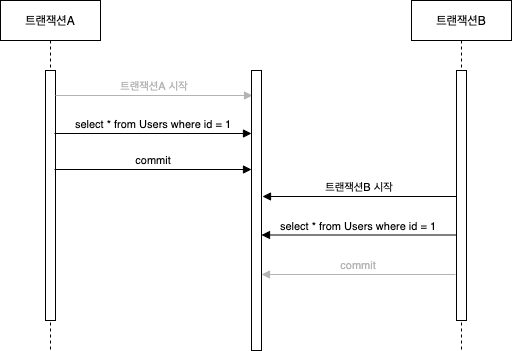 트랜잭션A
트랜잭션B
트랜잭션A 시작
select * from Users where id = 1
commit
트랜잭션B 시작
select * from Users where id = 1
commit